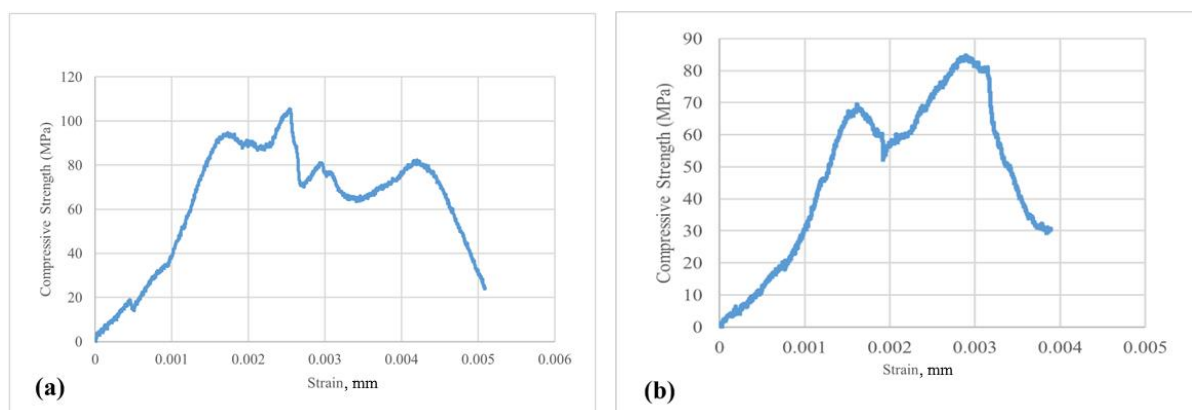 120
100
80
60
40
20
0
Compressive Strength (MPa)
0 0.001 0.002 0.003 0.004 0.005 0.006
Strain, mm
(a)
90
80
70
60
50
40
30
20
10
0
Compressive Strength (MPa)
0 0.001 0.002 0.003 0.004 0.005
Strain, mm
(b)